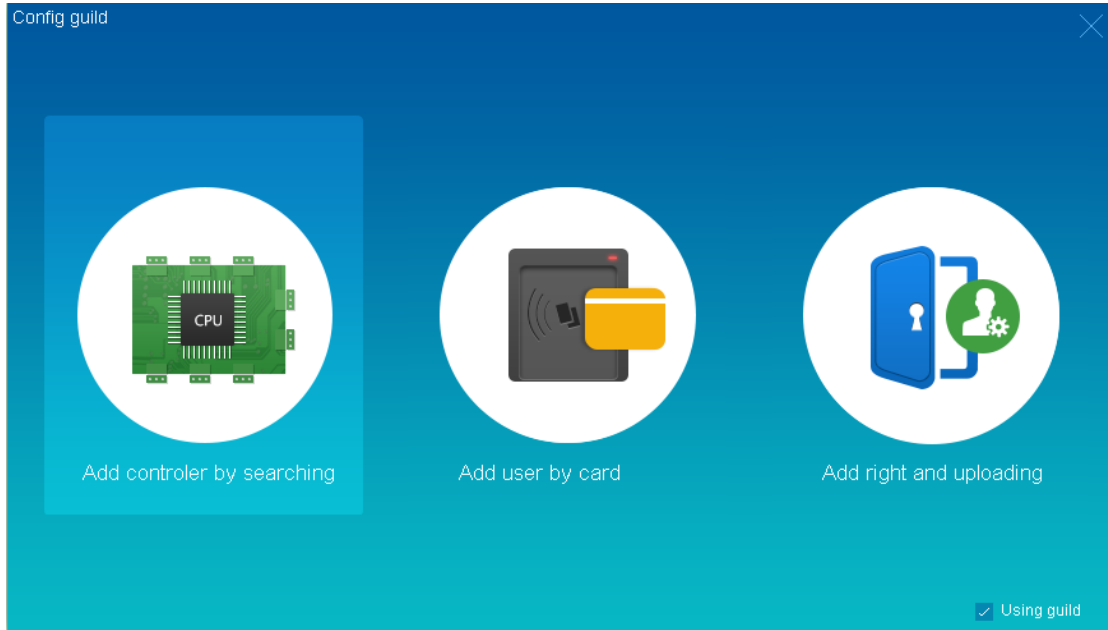 Config guild
CPU
Add controler by searching
Add user by card
Add right and uploading
Using guild